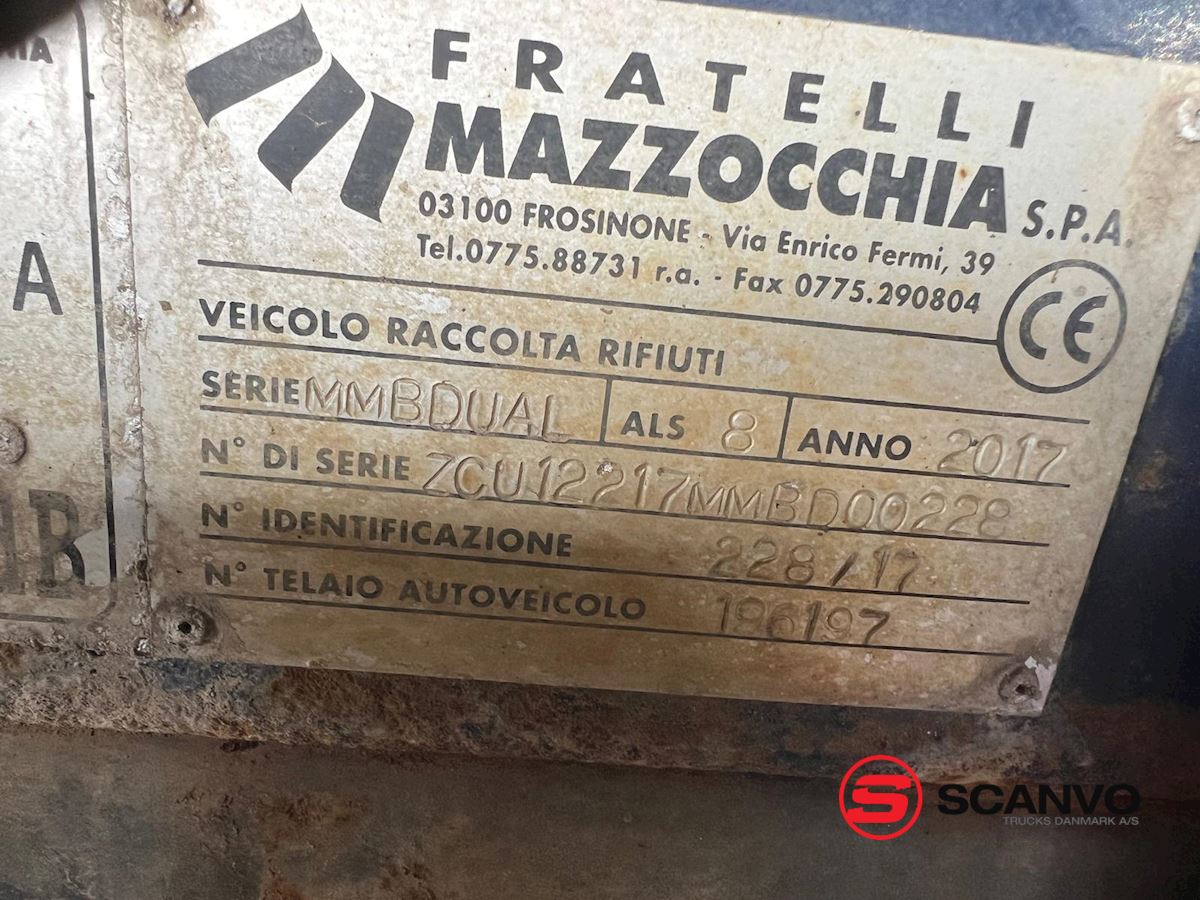 FRATELLI
MAZZOCCHIA S.P.A.
03100 FROSINONE - Via Enrico Fermi, 39
Tel.0775.88731 r.a. - Fax 0775.290804
CE
VEICOLO RACCOLTA RIFIUTI
SERIE MMBDUAL ALS 8 ANNO 2017
N° DI SERIE ZCU12217MMBD00228
N° IDENTIFICAZIONE 228/17
N° TELAIO AUTOVEICOLO 196197
A
S SCANVO
TRUCKS DANMARK A/S